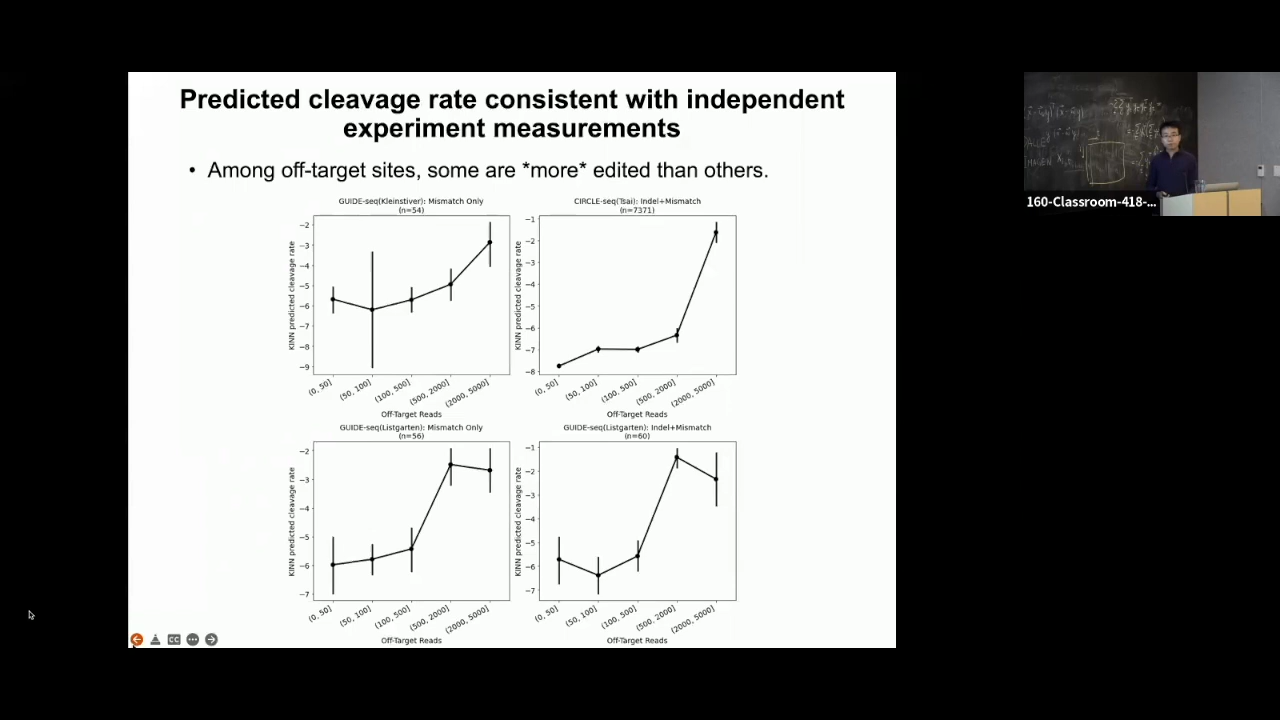 Predicted cleavage rate consistent with independent
experiment measurements
• Among off-target sites, some are *more* edited than others.
GUIDE-seq(Kleinstiver): Mismatch Only
(n=54)
KINN predicted cleavage rate
−2
−3
−4
−5
−6
−7
−8
−9
(0, 50]
(50, 100]
(100, 500]
(500, 2000]
(2000, 5000]
Off-Target Reads
CIRCLE-seq(Tsai): Indel+Mismatch
(n=7371)
KINN predicted cleavage rate
−1
−2
−3
−4
−5
−6
−7
−8
(0, 50]
(50, 100]
(100, 500]
(500, 2000]
(2000, 5000]
Off-Target Reads
GUIDE-seq(Listgarten): Mismatch Only
(n=56)
KINN predicted cleavage rate
−2
−3
−4
−5
−6
−7
(0, 50]
(50, 100]
(100, 500]
(500, 2000]
(2000, 5000]
Off-Target Reads
GUIDE-seq(Listgarten): Indel+Mismatch
(n=60)
KINN predicted cleavage rate
−1
−2
−3
−4
−5
−6
−7
(0, 50]
(50, 100]
(100, 500]
(500, 2000]
(2000, 5000]
Off-Target Reads
CC
160-Classroom-418-...